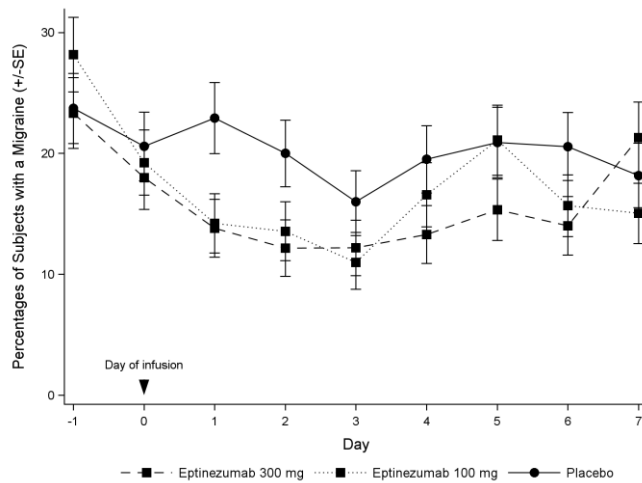 Percentages of Subjects with a Migraine (+/-SE)
30
20
10
0
Day of infusion
-1 0 1 2 3 4 5 6 7
Day
Eptinezumab 300 mg Eptinezumab 100 mg Placebo